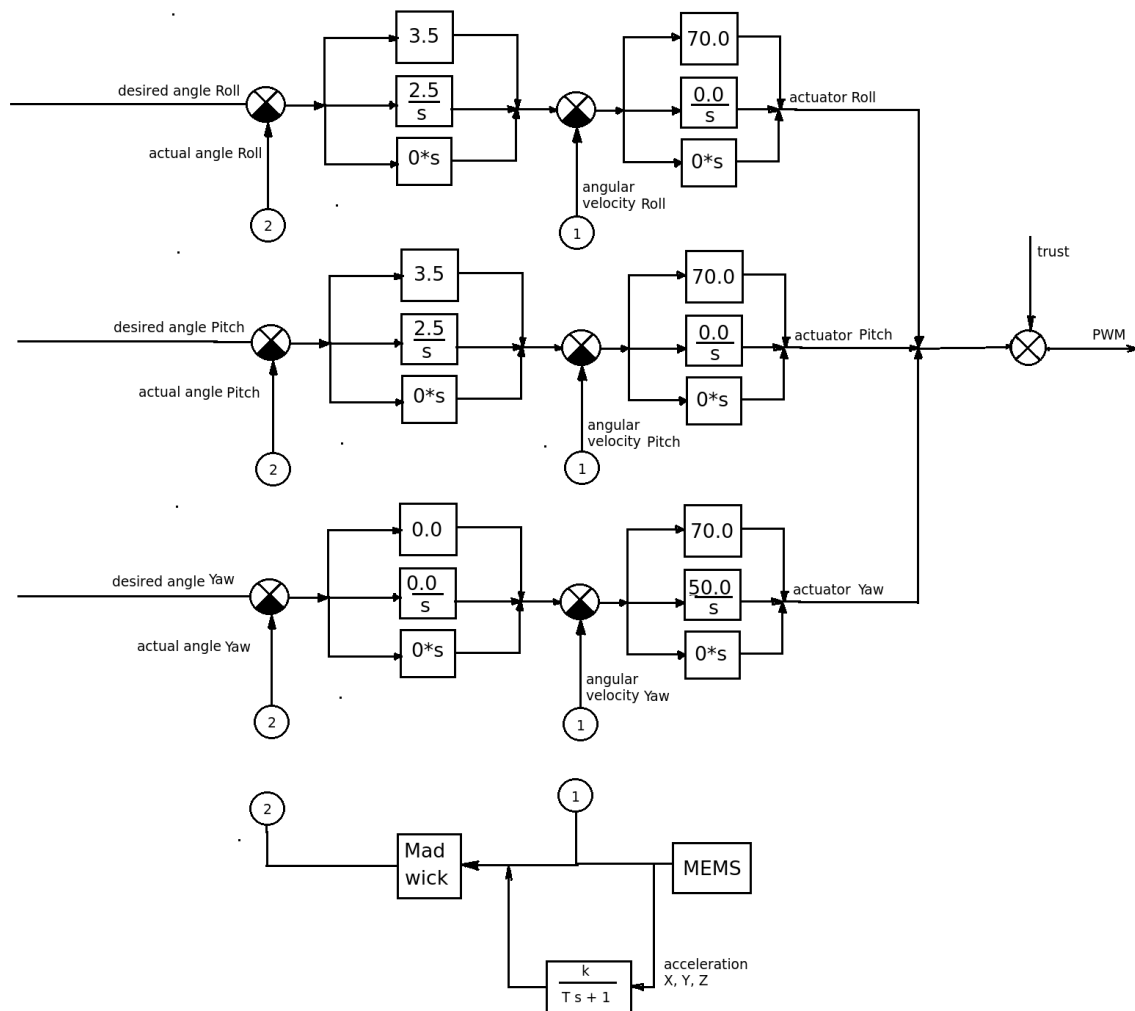 3.5
70.0
desired angle Roll
2.5
s
0.0
s
actuator Roll
actual angle Roll
0*s
0*s
angular
velocity Roll
2
1
trust
3.5
70.0
desired angle Pitch
2.5
s
0.0
s
actuator Pitch
PWM
actual angle Pitch
0*s
0*s
angular
velocity Pitch
2
1
0.0
70.0
desired angle Yaw
0.0
s
50.0
s
actuator Yaw
actual angle Yaw
0*s
0*s
angular
velocity Yaw
2
1
2
1
Mad
wick
MEMS
acceleration
X, Y, Z
k
T s + 1